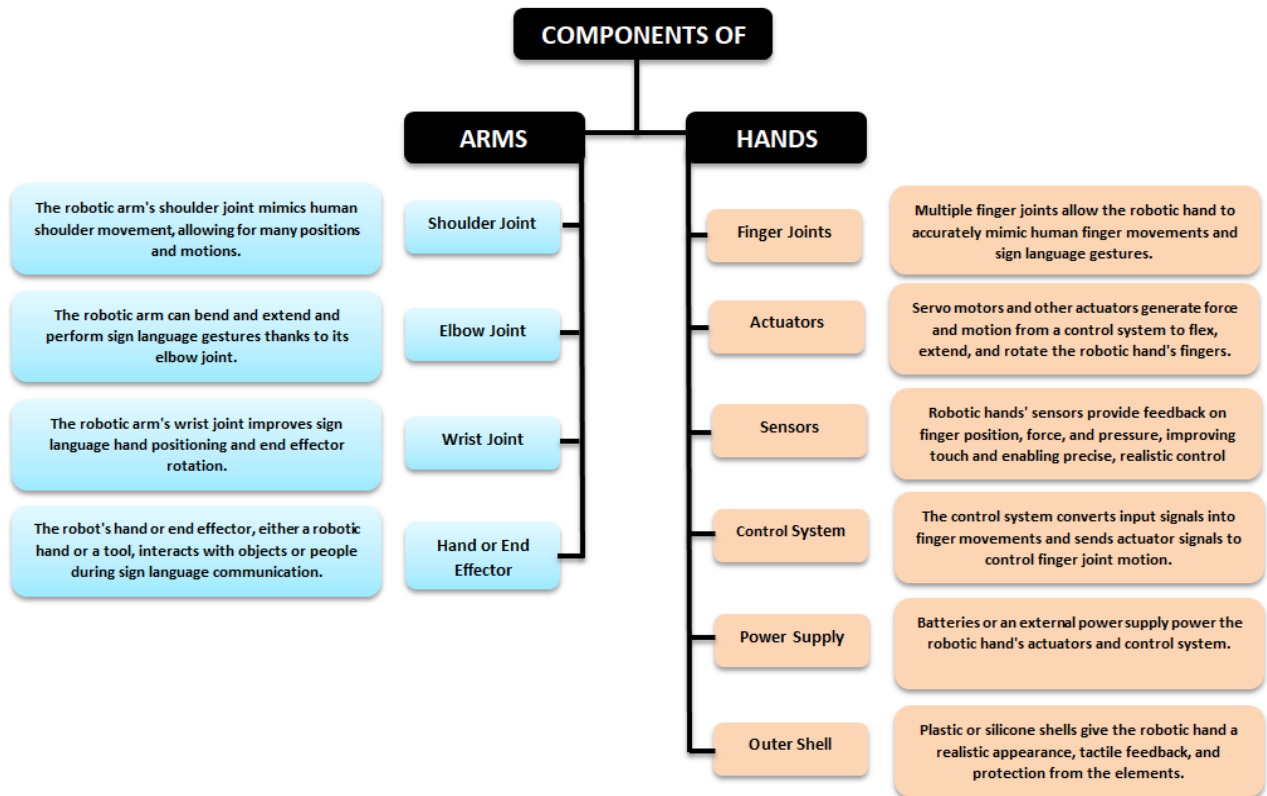 COMPONENTS OF
ARMS
The robotic arm's shoulder joint mimics human
shoulder movement, allowing for many positions
and motions.
Shoulder Joint
The robotic arm can bend and extend and
perform sign language gestures thanks to its
elbow joint.
Elbow Joint
The robotic arm's wrist joint improves sign
language hand positioning and end effector
rotation.
Wrist Joint
The robot's hand or end effector, either a robotic
hand or a tool, interacts with objects or people
during sign language communication.
Hand or End
Effector
HANDS
Finger Joints
Multiple finger joints allow the robotic hand to
accurately mimic human finger movements and
sign language gestures.
Actuators
Servo motors and other actuators generate force
and motion from a control system to flex,
extend, and rotate the robotic hand's fingers.
Sensors
Robotic hands' sensors provide feedback on
finger position, force, and pressure, improving
touch and enabling precise, realistic control
Control System
The control system converts input signals into
finger movements and sends actuator signals to
control finger joint motion.
Power Supply
Batteries or an external power supply power the
robotic hand's actuators and control system.
Outer Shell
Plastic or silicone shells give the robotic hand a
realistic appearance, tactile feedback, and
protection from the elements.